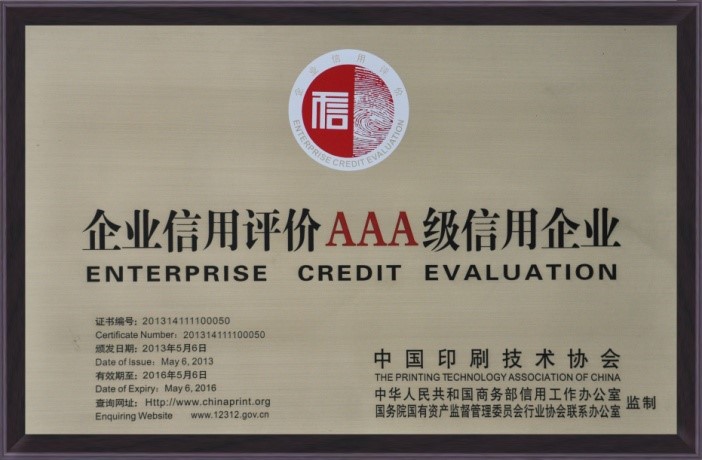 企业信用评价
信
ENTERPRISE CREDIT EVALUATION
企业信用评价AAA级信用企业
ENTERPRISE CREDIT EVALUATION
证书编号：201314111100050
Certificate Number：201314111100050
颁发日期：2013年5月6日
Date of Issue：May 6, 2013
有效期至：2016年5月6日
Date of Expiry：May 6, 2016
查询网址：Http://www.chinaprint.org
Enquiring Website www.12312.gov.cn
中国印刷技术协会
THE PRINTING TECHNOLOGY ASSOCIATION OF CHINA
中华人民共和国商务部信用工作办公室
国务院国有资产监督管理委员会行业协会联系办公室 监制